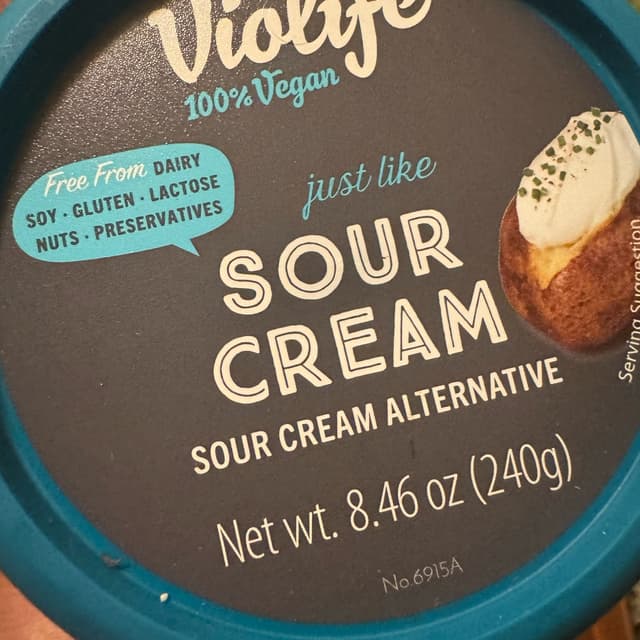 Violife
100% Vegan
Free From DAIRY
SOY · GLUTEN · LACTOSE
NUTS · PRESERVATIVES
just like
SOUR
CREAM
SOUR CREAM ALTERNATIVE
Net wt. 8.46 oz (240g)
No.6915A
Serving Suggestion